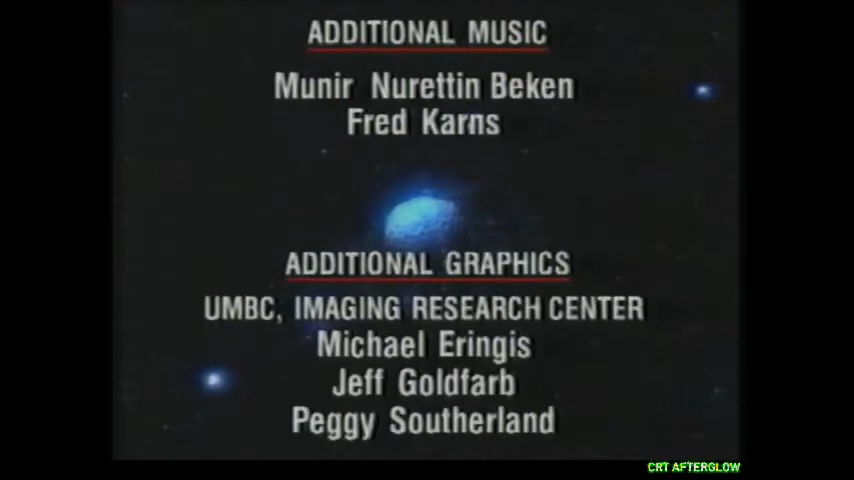 ADDITIONAL MUSIC
Munir Nurettin Beken
Fred Karns
ADDITIONAL GRAPHICS
UMBC, IMAGING RESEARCH CENTER
Michael Eringis
Jeff Goldfarb
Peggy Southerland
CRT AFTERGLOW